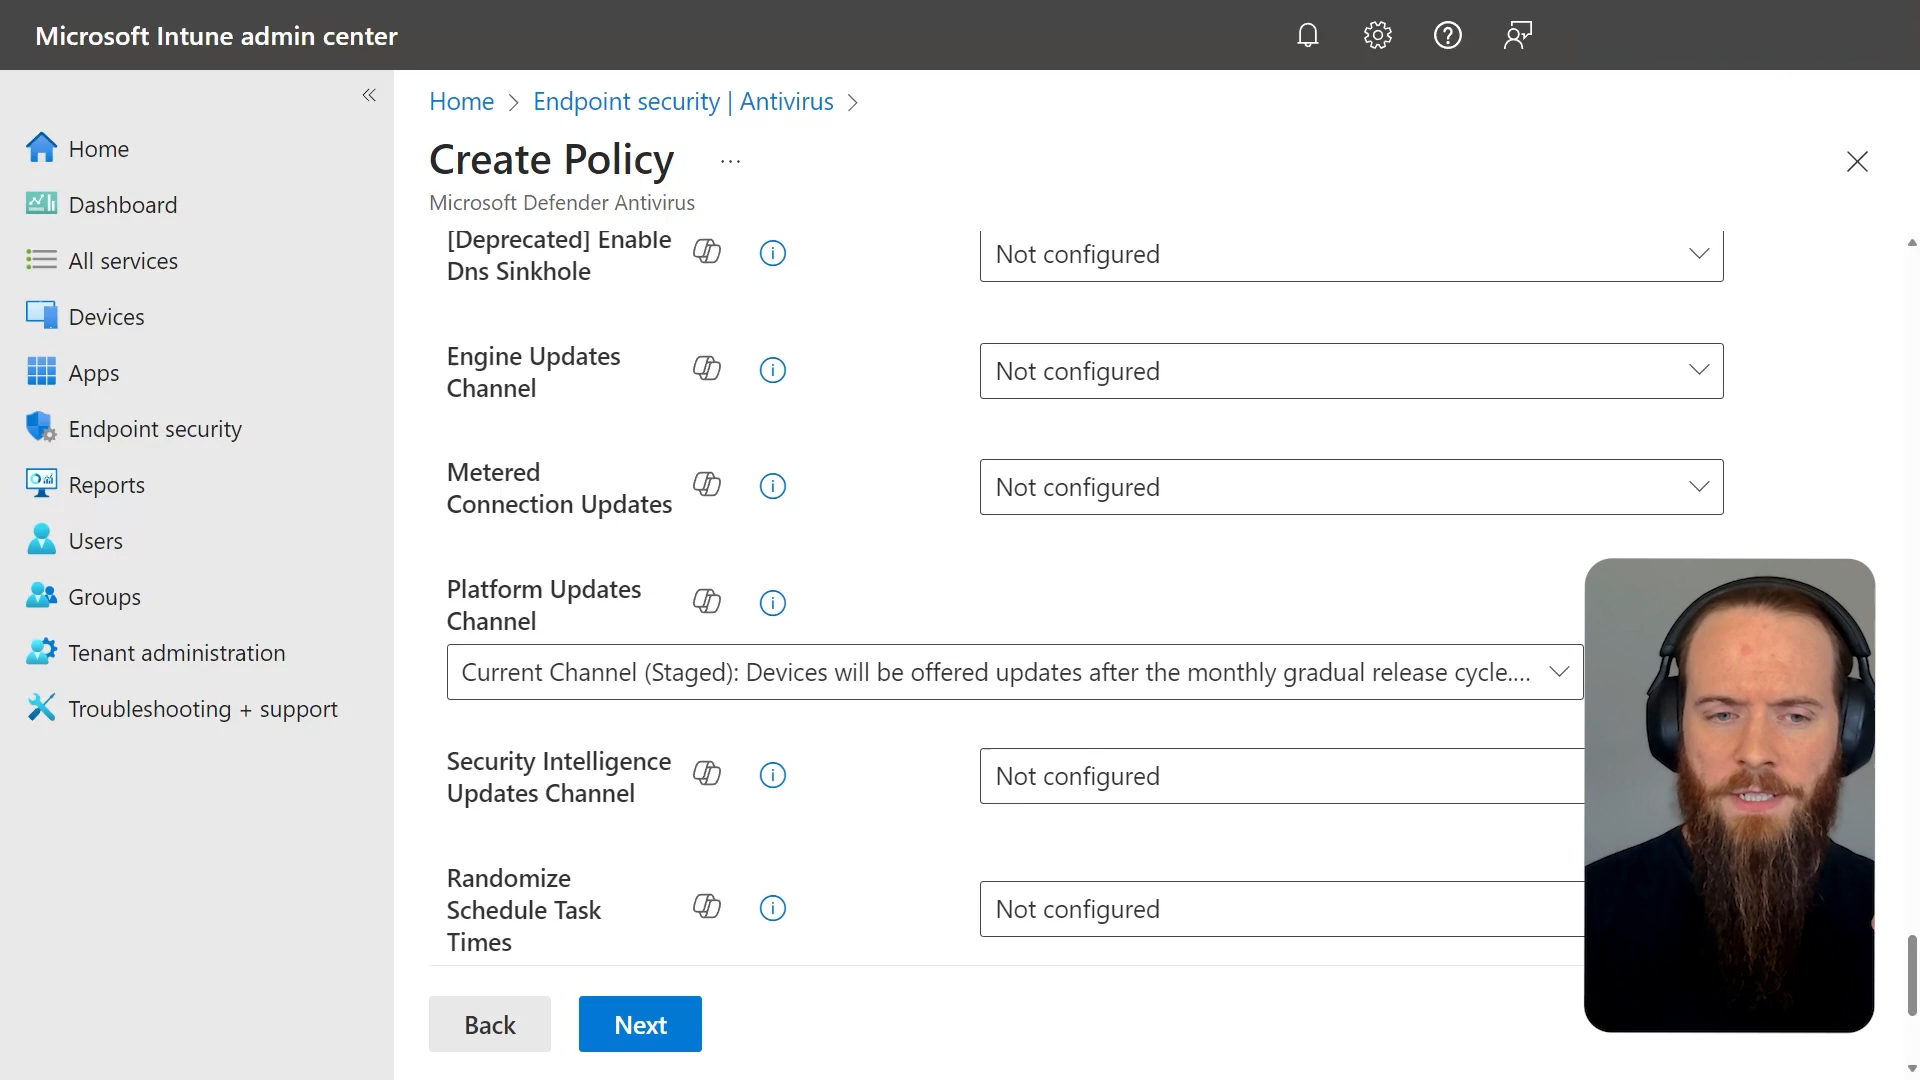 Microsoft Intune admin center
Home > Endpoint security | Antivirus >
Create Policy ...
Microsoft Defender Antivirus
Home
Dashboard
All services
Devices
Apps
Endpoint security
Reports
Users
Groups
Tenant administration
Troubleshooting + support
[Deprecated] Enable
Dns Sinkhole
Not configured
Engine Updates
Channel
Not configured
Metered
Connection Updates
Not configured
Platform Updates
Channel
Current Channel (Staged): Devices will be offered updates after the monthly gradual release cycle....
Security Intelligence
Updates Channel
Not configured
Randomize
Schedule Task
Times
Not configured
Back
Next